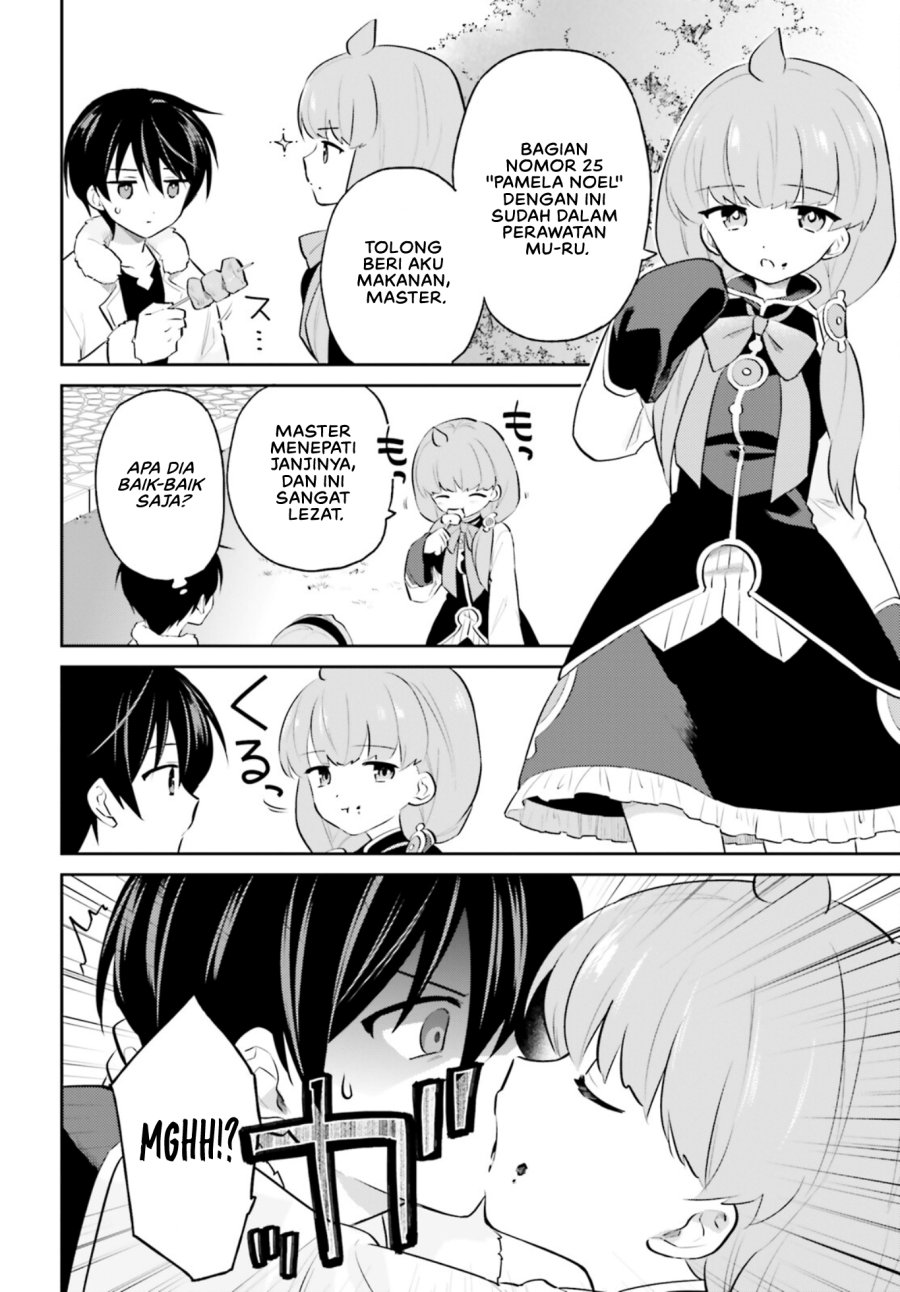 BAGIAN
NOMOR 25
"PAMELA NOEL"
DENGAN INI
SUDAH DALAM
PERAWATAN
MU-RU.
TOLONG
BERI AKU
MAKANAN,
MASTER.
ス…
MASTER
MENEPATI
JANJINYA,
DAN INI
SANGAT
LEZAT.
もっ
もっ
APA DIA
BAIK-BAIK
SAJA?
くるっ
MGHH!?
ガッ